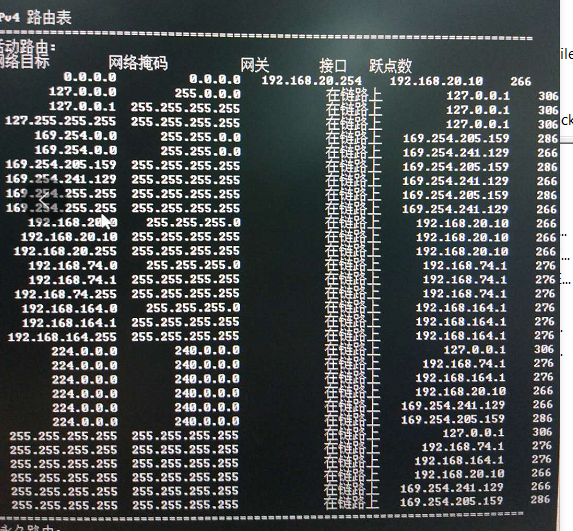 Pv4 路由表
活动路由:
网络目标 网络掩码 网关 接口 跃点数
0.0.0.0 0.0.0.0 192.168.20.254 192.168.20.10 266
127.0.0.0 255.0.0.0 在链路上 127.0.0.1 306
127.0.0.1 255.255.255.255 在链路上 127.0.0.1 306
127.255.255.255 255.255.255.255 在链路上 127.0.0.1 306
169.254.0.0 255.255.0.0 在链路上 169.254.205.159 286
169.254.0.0 255.255.0.0 在链路上 169.254.241.129 266
169.254.205.159 255.255.255.255 在链路上 169.254.205.159 286
169.254.241.129 255.255.255.255 在链路上 169.254.241.129 266
169.254.255.255 255.255.255.255 在链路上 169.254.205.159 286
169.254.255.255 255.255.255.255 在链路上 169.254.241.129 266
192.168.20.0 255.255.255.0 在链路上 192.168.20.10 266
192.168.20.10 255.255.255.255 在链路上 192.168.20.10 266
192.168.20.255 255.255.255.255 在链路上 192.168.20.10 266
192.168.74.0 255.255.255.0 在链路上 192.168.74.1 276
192.168.74.1 255.255.255.255 在链路上 192.168.74.1 276
192.168.74.255 255.255.255.255 在链路上 192.168.74.1 276
192.168.164.0 255.255.255.0 在链路上 192.168.164.1 276
192.168.164.1 255.255.255.255 在链路上 192.168.164.1 276
192.168.164.255 255.255.255.255 在链路上 192.168.164.1 276
224.0.0.0 240.0.0.0 在链路上 127.0.0.1 306
224.0.0.0 240.0.0.0 在链路上 192.168.74.1 276
224.0.0.0 240.0.0.0 在链路上 192.168.164.1 276
224.0.0.0 240.0.0.0 在链路上 192.168.20.10 266
224.0.0.0 240.0.0.0 在链路上 169.254.241.129 266
224.0.0.0 240.0.0.0 在链路上 169.254.205.159 286
255.255.255.255 255.255.255.255 在链路上 127.0.0.1 306
255.255.255.255 255.255.255.255 在链路上 192.168.74.1 276
255.255.255.255 255.255.255.255 在链路上 192.168.164.1 276
255.255.255.255 255.255.255.255 在链路上 192.168.20.10 266
255.255.255.255 255.255.255.255 在链路上 169.254.241.129 266
255.255.255.255 255.255.255.255 在链路上 169.254.205.159 286